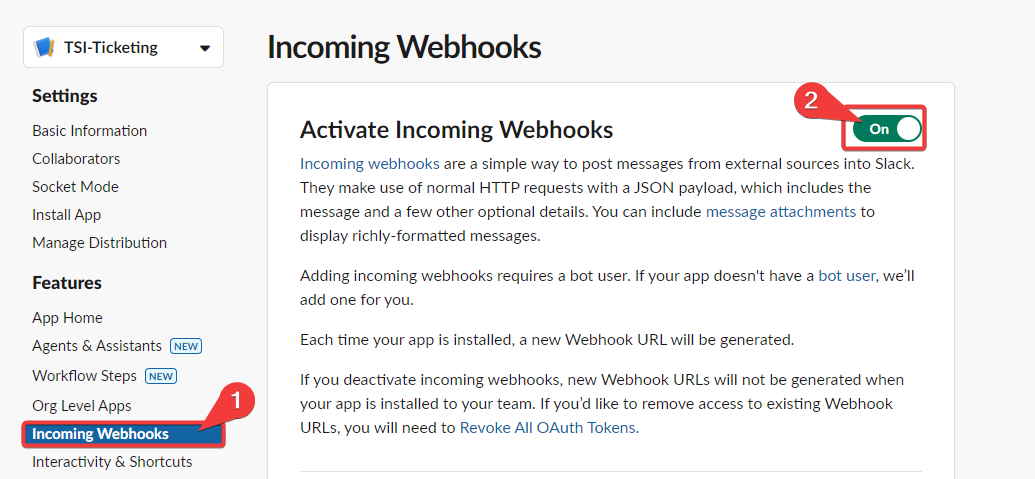 TSI-Ticketing
Incoming Webhooks
Settings
Basic Information
Collaborators
Socket Mode
Install App
Manage Distribution
Features
App Home
Agents & Assistants NEW
Workflow Steps NEW
Org Level Apps
1
Incoming Webhooks
Interactivity & Shortcuts
2
Activate Incoming Webhooks
On
Incoming webhooks are a simple way to post messages from external sources into Slack.
They make use of normal HTTP requests with a JSON payload, which includes the
message and a few other optional details. You can include message attachments to
display richly-formatted messages.
Adding incoming webhooks requires a bot user. If your app doesn't have a bot user, we'll
add one for you.
Each time your app is installed, a new Webhook URL will be generated.
If you deactivate incoming webhooks, new Webhook URLs will not be generated when
your app is installed to your team. If you'd like to remove access to existing Webhook
URLs, you will need to Revoke All OAuth Tokens.